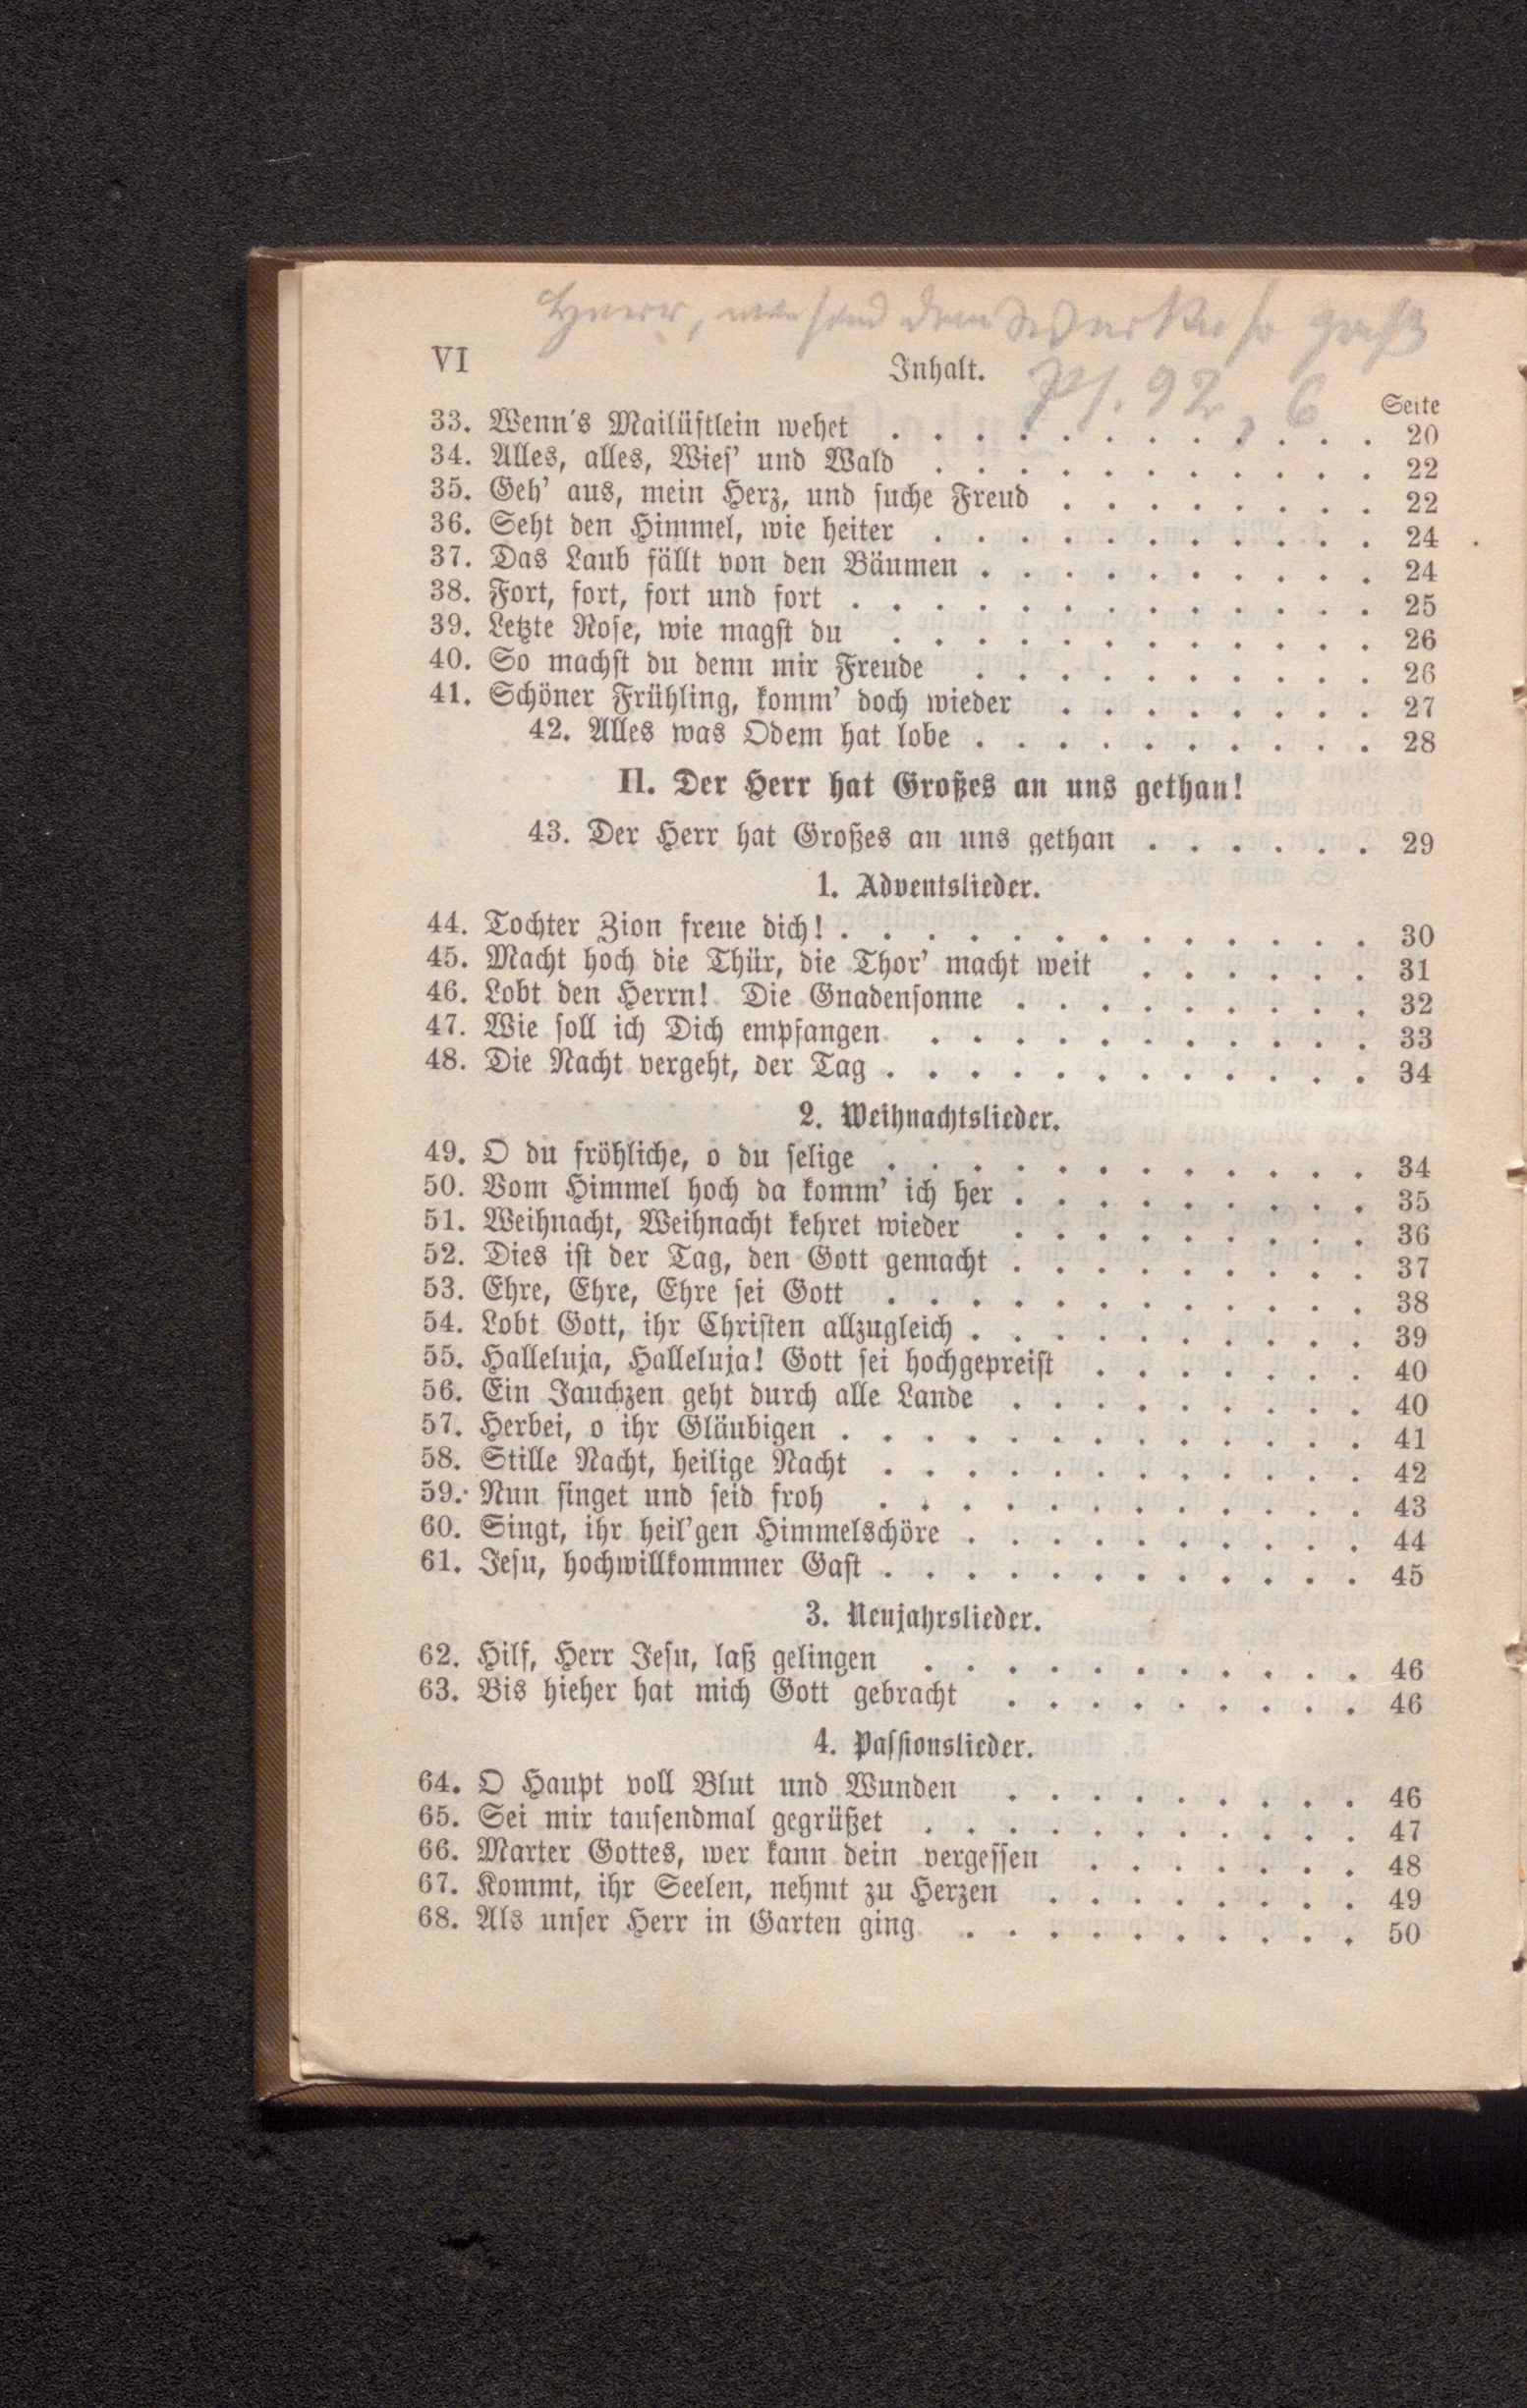 Herr, wie sind deine Werke so groß
Ps. 92, 6
VI Inhalt.
Seite
33. Wenn's Mailüftlein wehet . . . . . . . . . . . . 20
34. Alles, alles, Wies' und Wald . . . . . . . . . . . 22
35. Geh' aus, mein Herz, und suche Freud . . . . . . . . 22
36. Seht den Himmel, wie heiter . . . . . . . . . . . 24
37. Das Laub fällt von den Bäumen . . . . . . . . . . 24
38. Fort, fort, fort und fort . . . . . . . . . . . . . 25
39. Letzte Rose, wie magst du . . . . . . . . . . . . 26
40. So machst du denn mir Freude . . . . . . . . . . 26
41. Schöner Frühling, komm' doch wieder . . . . . . . . 27
42. Alles was Odem hat lobe . . . . . . . . . . 28
II. Der Herr hat Großes an uns gethan!
43. Der Herr hat Großes an uns gethan . . . . . . 29
1. Adventslieder.
44. Tochter Zion freue dich! . . . . . . . . . . . . . 30
45. Macht hoch die Thür, die Thor' macht weit . . . . . . 31
46. Lobt den Herrn! Die Gnadensonne . . . . . . . . . 32
47. Wie soll ich Dich empfangen . . . . . . . . . . . 33
48. Die Nacht vergeht, der Tag . . . . . . . . . . . . 34
2. Weihnachtslieder.
49. O du fröhliche, o du selige . . . . . . . . . . . . 34
50. Vom Himmel hoch da komm' ich her . . . . . . . . . 35
51. Weihnacht, Weihnacht kehret wieder . . . . . . . . . 36
52. Dies ist der Tag, den Gott gemacht . . . . . . . . . 37
53. Ehre, Ehre, Ehre sei Gott . . . . . . . . . . . . 38
54. Lobt Gott, ihr Christen allzugleich . . . . . . . . . . 39
55. Halleluja, Halleluja! Gott sei hochgepreist . . . . . . . 40
56. Ein Jauchzen geht durch alle Lande . . . . . . . . . 40
57. Herbei, o ihr Gläubigen . . . . . . . . . . . . . 41
58. Stille Nacht, heilige Nacht . . . . . . . . . . . . 42
59. Nun singet und seid froh . . . . . . . . . . . . 43
60. Singt, ihr heil'gen Himmelschöre . . . . . . . . . . 44
61. Jesu, hochwillkommner Gast . . . . . . . . . . . . 45
3. Neujahrslieder.
62. Hilf, Herr Jesu, laß gelingen . . . . . . . . . . . 46
63. Bis hieher hat mich Gott gebracht . . . . . . . . . 46
4. Passionslieder.
64. O Haupt voll Blut und Wunden . . . . . . . . . 46
65. Sei mir tausendmal gegrüßet . . . . . . . . . . . 47
66. Marter Gottes, wer kann dein vergessen . . . . . . . 48
67. Kommt, ihr Seelen, nehmt zu Herzen . . . . . . . . 49
68. Als unser Herr in Garten ging . . . . . . . . . . 50